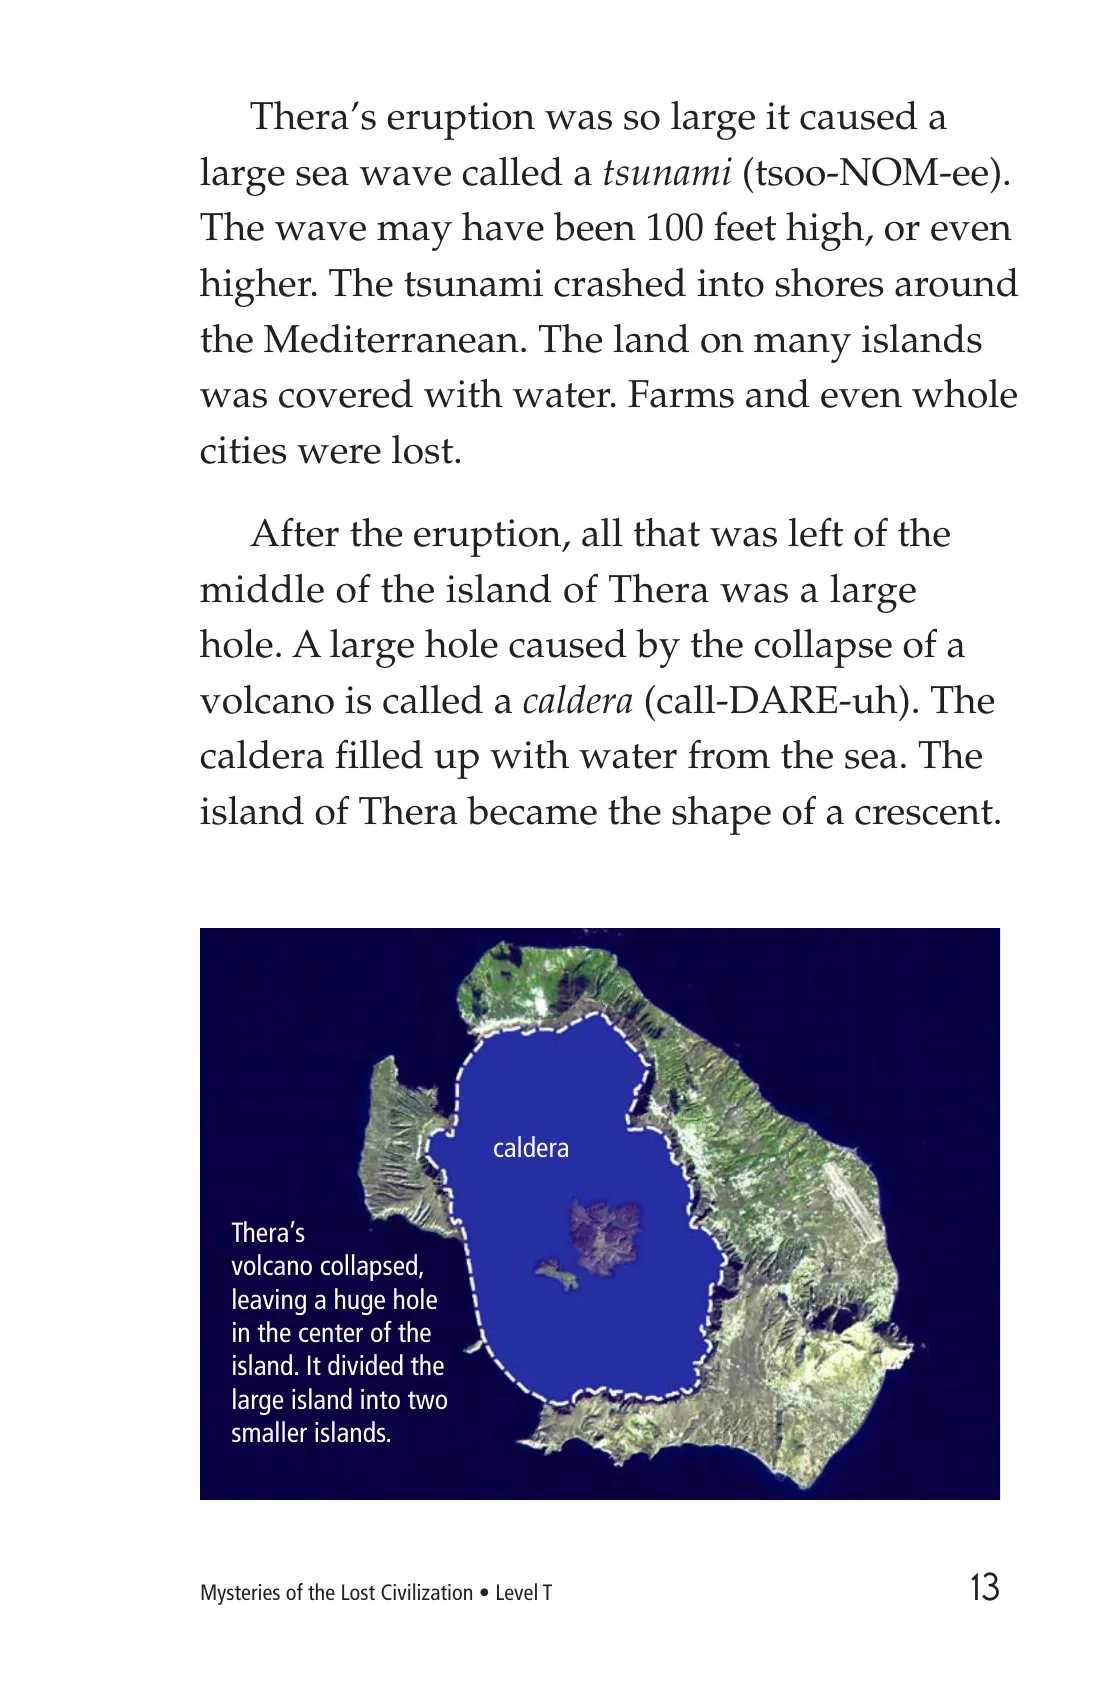 Thera’s eruption was so large it caused a
large sea wave called a tsunami (tsoo-NOM-ee).
The wave may have been 100 feet high, or even
higher. The tsunami crashed into shores around
the Mediterranean. The land on many islands
was covered with water. Farms and even whole
cities were lost.
After the eruption, all that was left of the
middle of the island of Thera was a large
hole. A large hole caused by the collapse of a
volcano is called a caldera (call-DARE-uh). The
caldera filled up with water from the sea. The
island of Thera became the shape of a crescent.
caldera
Thera’s
volcano collapsed,
leaving a huge hole
in the center of the
island. It divided the
large island into two
smaller islands.
Mysteries of the Lost Civilization • Level T
13